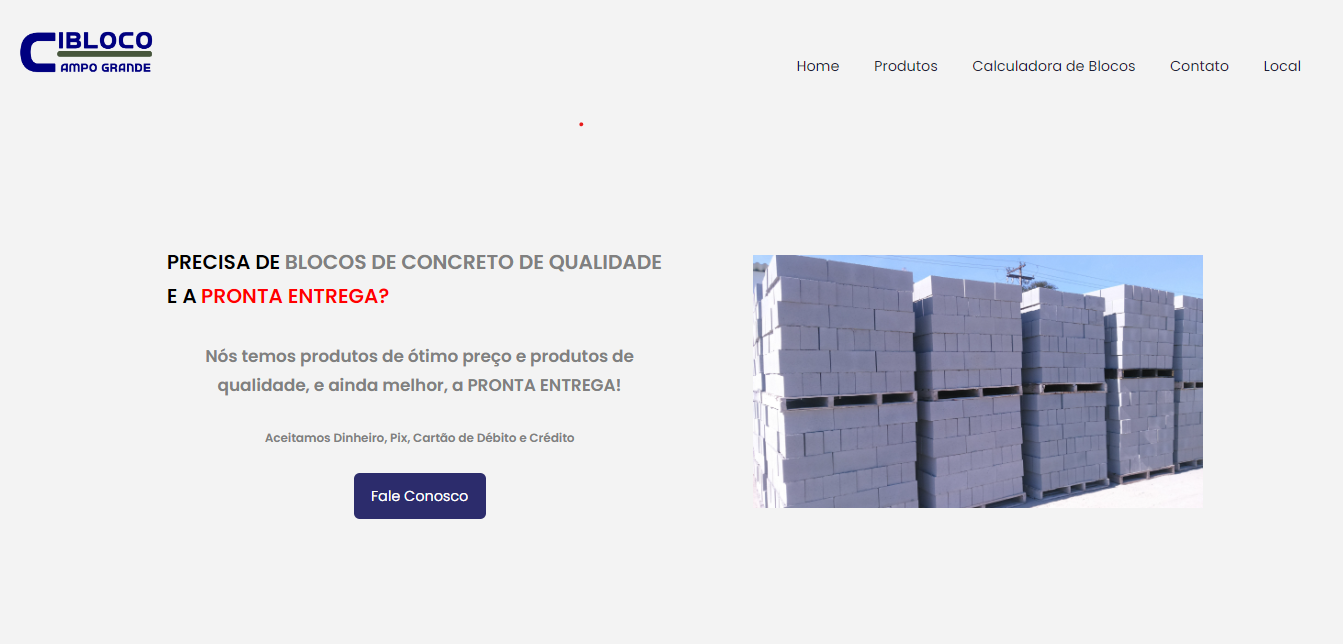 CIBLOCO
CAMPO GRANDE
Home Produtos Calculadora de Blocos Contato Local
PRECISA DE BLOCOS DE CONCRETO DE QUALIDADE
E A PRONTA ENTREGA?
Nós temos produtos de ótimo preço e produtos de
qualidade, e ainda melhor, a PRONTA ENTREGA!
Aceitamos Dinheiro, Pix, Cartão de Débito e Crédito
Fale Conosco